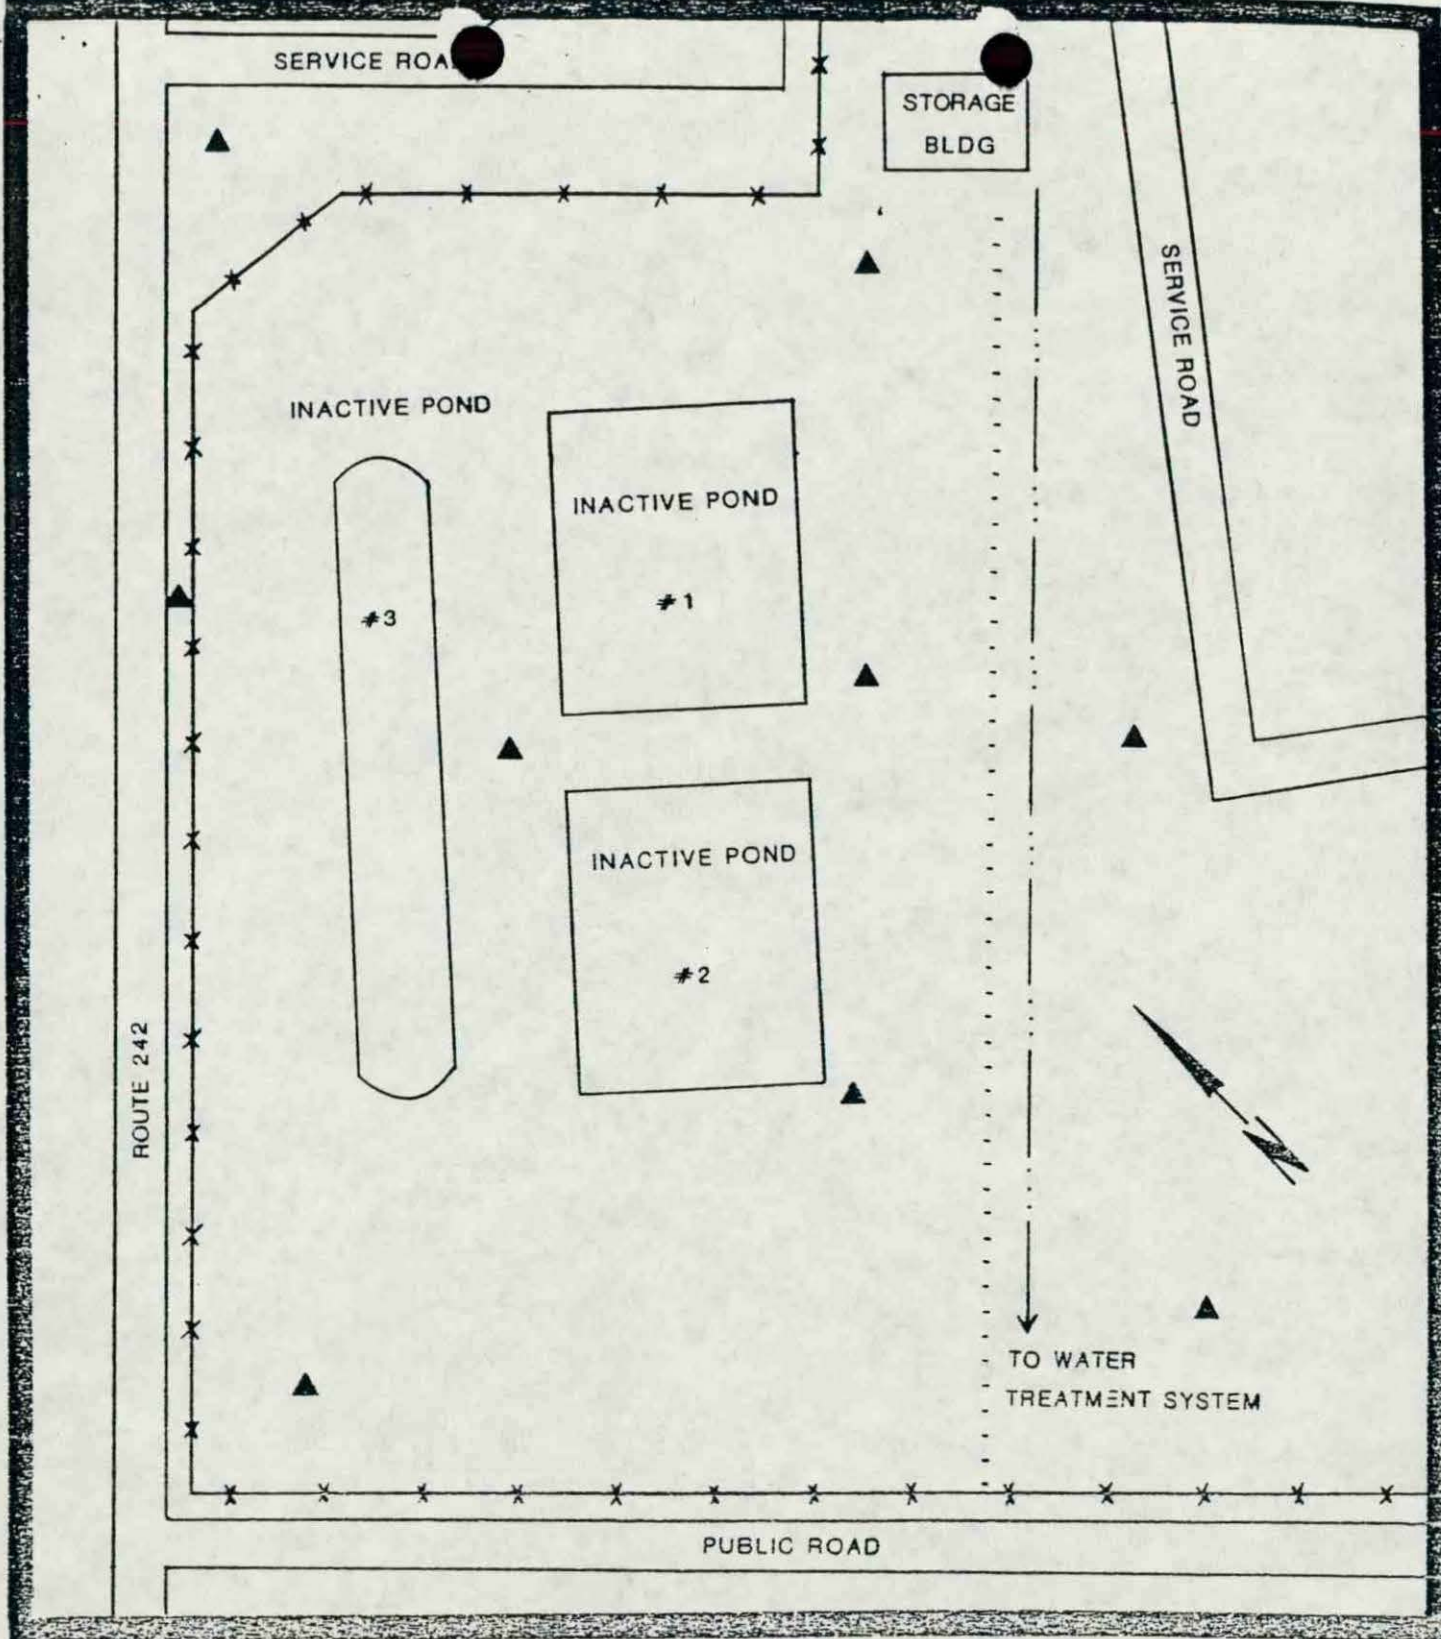 SERVICE ROA
STORAGE
BLDG
SERVICE ROAD
INACTIVE POND
#3
INACTIVE POND
#1
INACTIVE POND
#2
ROUTE 242
N
TO WATER
TREATMENT SYSTEM
PUBLIC ROAD